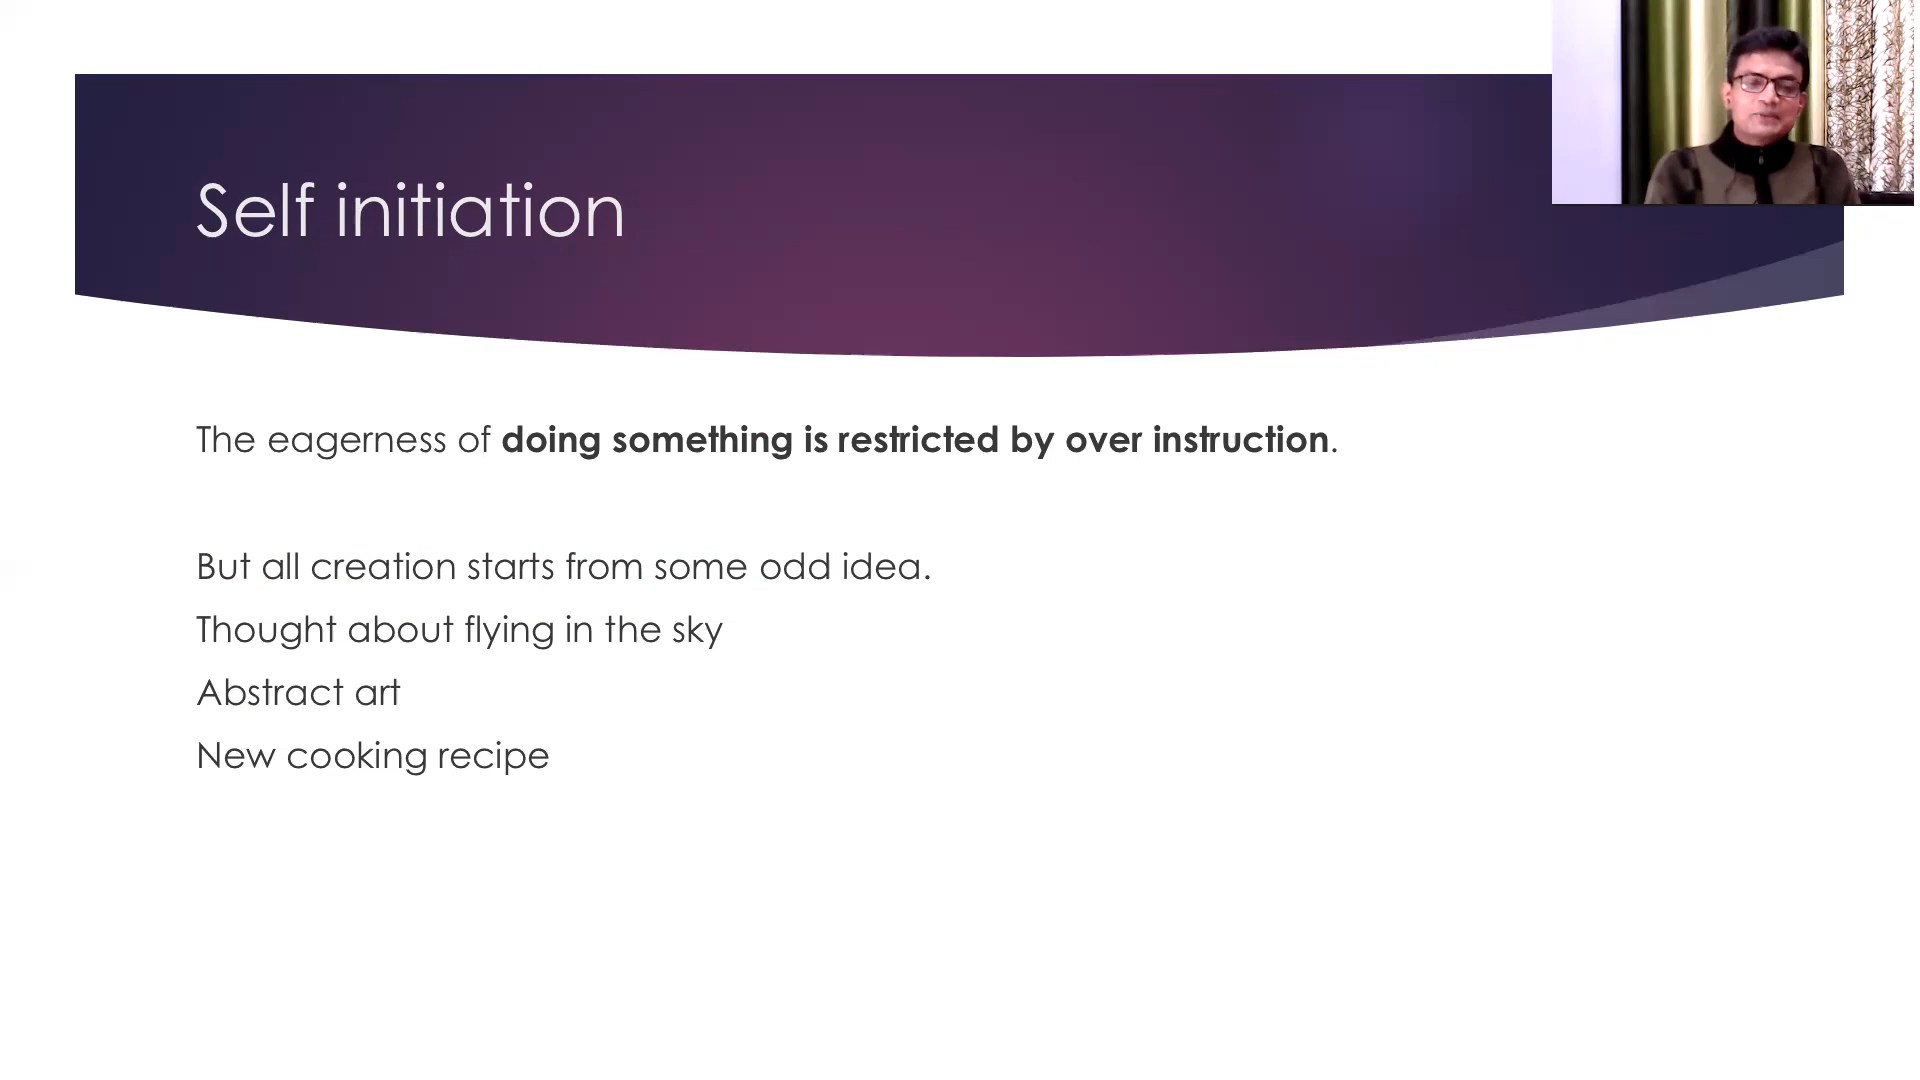 Self initiation
The eagerness of doing something is restricted by over instruction.
But all creation starts from some odd idea.
Thought about flying in the sky
Abstract art
New cooking recipe